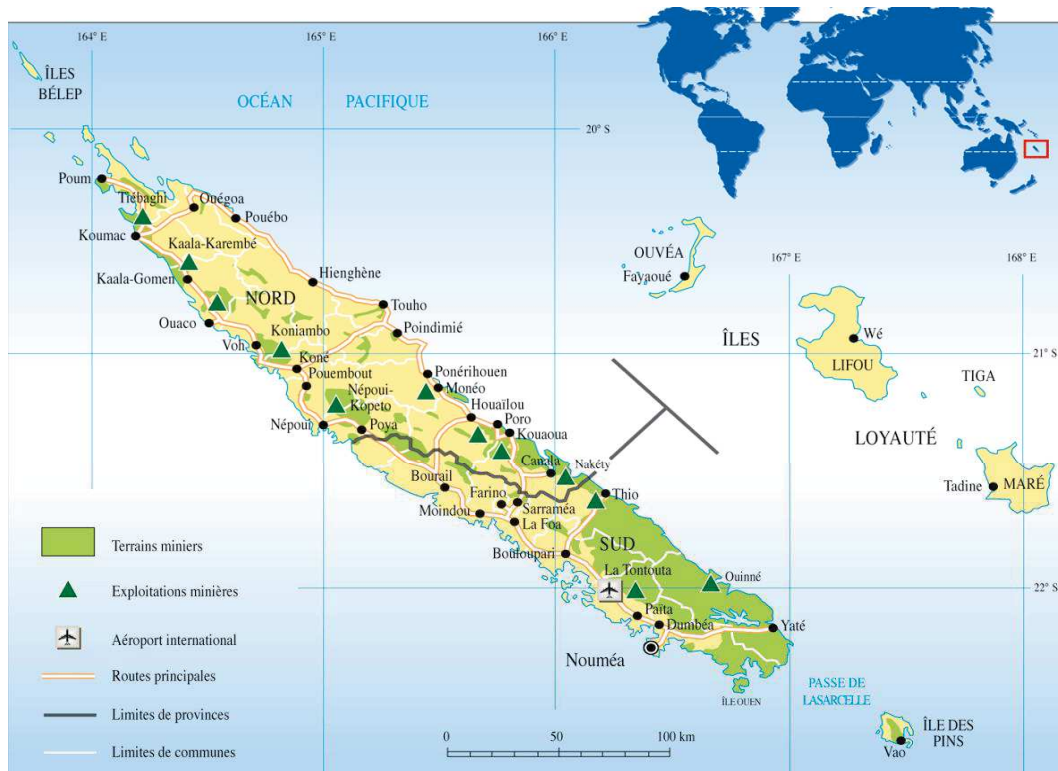 164° E
165° E
166° E
ÎLES
BÉLEP
OCÉAN
PACIFIQUE
20° S
Poum
Tiébaghi
Ouégoa
Pouébo
Koumac
Kaala-Karembé
OUVÉA
Fayaoué
167° E
168° E
Kaala-Gomen
Hienghène
NORD
Touho
Ouaco
Poindimié
Koniambo
Voh
ÎLES
Wé
21° S
Koné
LIFOU
Pouembout
Ponérihouen
TIGA
Népoui-
Kopeto
Monéo
Houaïlou
Poro
Népoui
Poya
Kouaoua
LOYAUTÉ
Canala
Nakéty
Bourail
Tadine
MARÉ
Farino
Thio
Moindou
Sarraméa
La Foa
Terrains miniers
Bouloupari
SUD
La Tontouta
Ouinné
Exploitations minières
22° S
Païta
Dumbéa
Yaté
Aéroport international
Nouméa
Routes principales
PASSE DE
LASARCELLE
ÎLE OUEN
Limites de provinces
ÎLE DES
PINS
Vao
Limites de communes
0
50
100 km